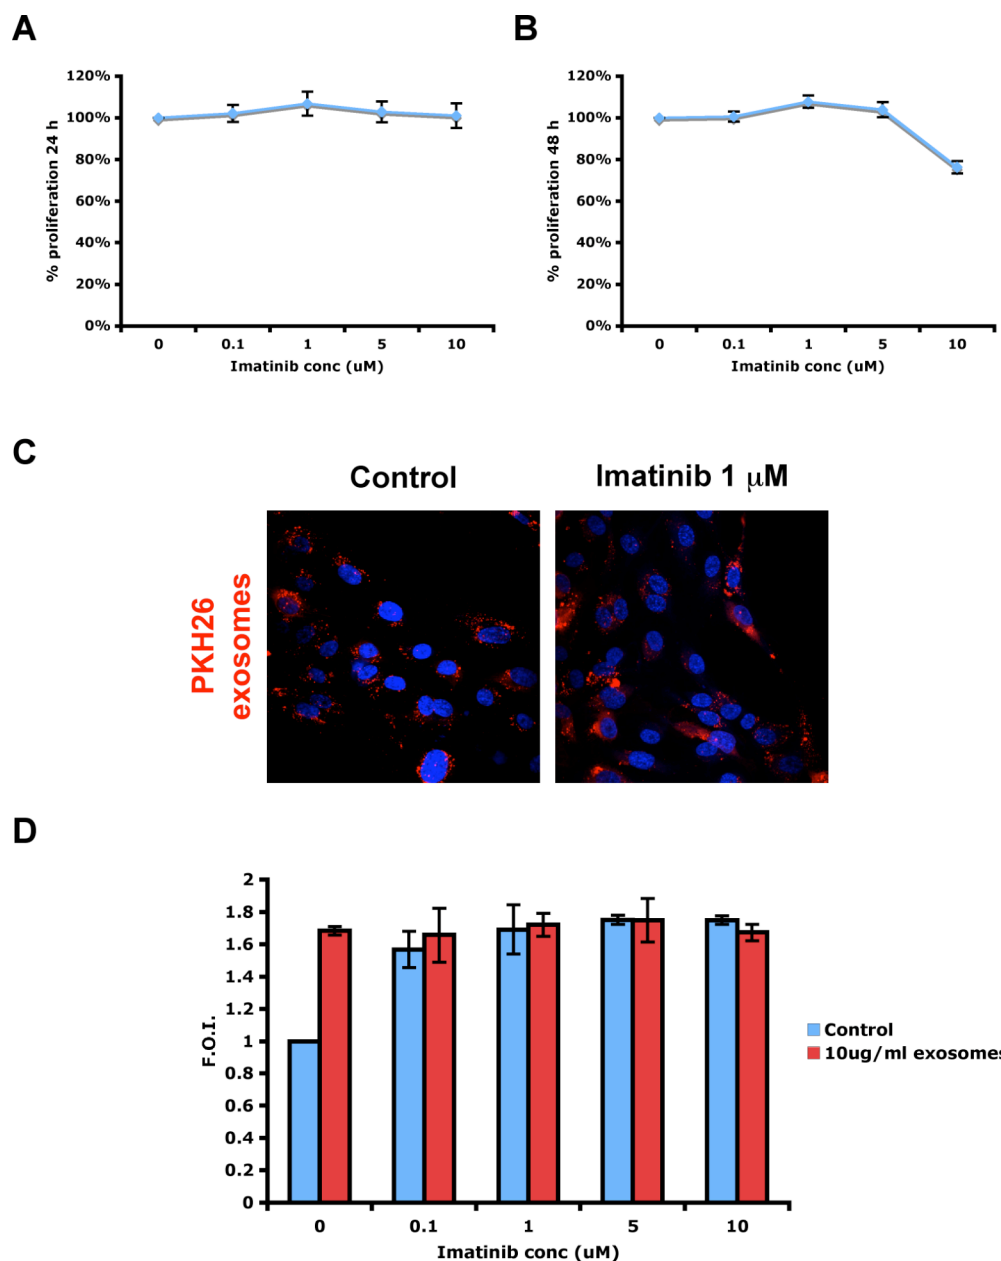 A
120%
100%
80%
60%
40%
20%
0%
% proliferation 24 h
0 0.1 1 5 10
Imatinib conc (uM)
B
120%
100%
80%
60%
40%
20%
0%
% proliferation 48 h
0 0.1 1 5 10
Imatinib conc (uM)
C
Control
Imatinib 1 μM
PKH26
exosomes
D
2
1.8
1.6
1.4
1.2
1
0.8
0.6
0.4
0.2
0
F.O.I.
0 0.1 1 5 10
Imatinib conc (uM)
Control
10ug/ml exosomes